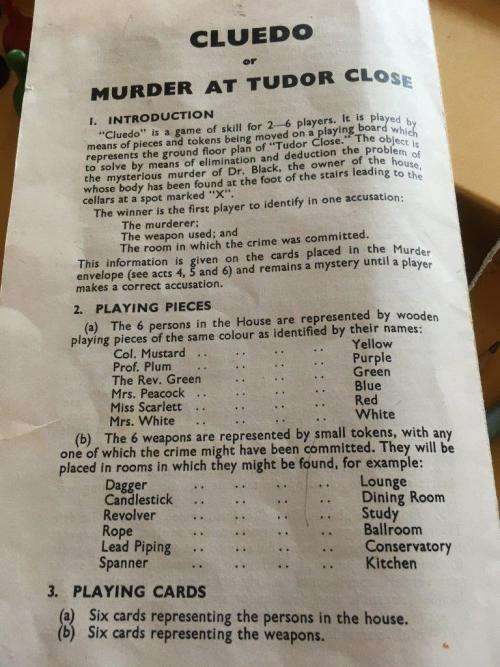 CLUEDO
or
MURDER AT TUDOR CLOSE
1. INTRODUCTION
"Cluedo" is a game of skill for 2—6 players. It is played by
means of pieces and tokens being moved on a playing board which
represents the ground floor plan of "Tudor Close." The object is
to solve by means of elimination and deduction the problem of
the mysterious murder of Dr. Black, the owner of the house,
whose body has been found at the foot of the stairs leading to the
cellars at a spot marked "X".
The winner is the first player to identify in one accusation:
The murderer;
The weapon used; and
The room in which the crime was committed.
This information is given on the cards placed in the Murder
envelope (see acts 4, 5 and 6) and remains a mystery until a player
makes a correct accusation.
2. PLAYING PIECES
(a) The 6 persons in the House are represented by wooden
playing pieces of the same colour as identified by their names:
Col. Mustard .. .. .. .. Yellow
Prof. Plum .. .. .. .. Purple
The Rev. Green .. .. .. Green
Mrs. Peacock .. .. .. .. Blue
Miss Scarlett .. .. .. .. Red
Mrs. White .. .. .. .. White
(b) The 6 weapons are represented by small tokens, with any
one of which the crime might have been committed. They will be
placed in rooms in which they might be found, for example:
Dagger .. .. .. .. Lounge
Candlestick .. .. .. .. Dining Room
Revolver .. .. .. .. Study
Rope .. .. .. .. Ballroom
Lead Piping .. .. .. .. Conservatory
Spanner .. .. .. .. Kitchen
3. PLAYING CARDS
(a) Six cards representing the persons in the house.
(b) Six cards representing the weapons.